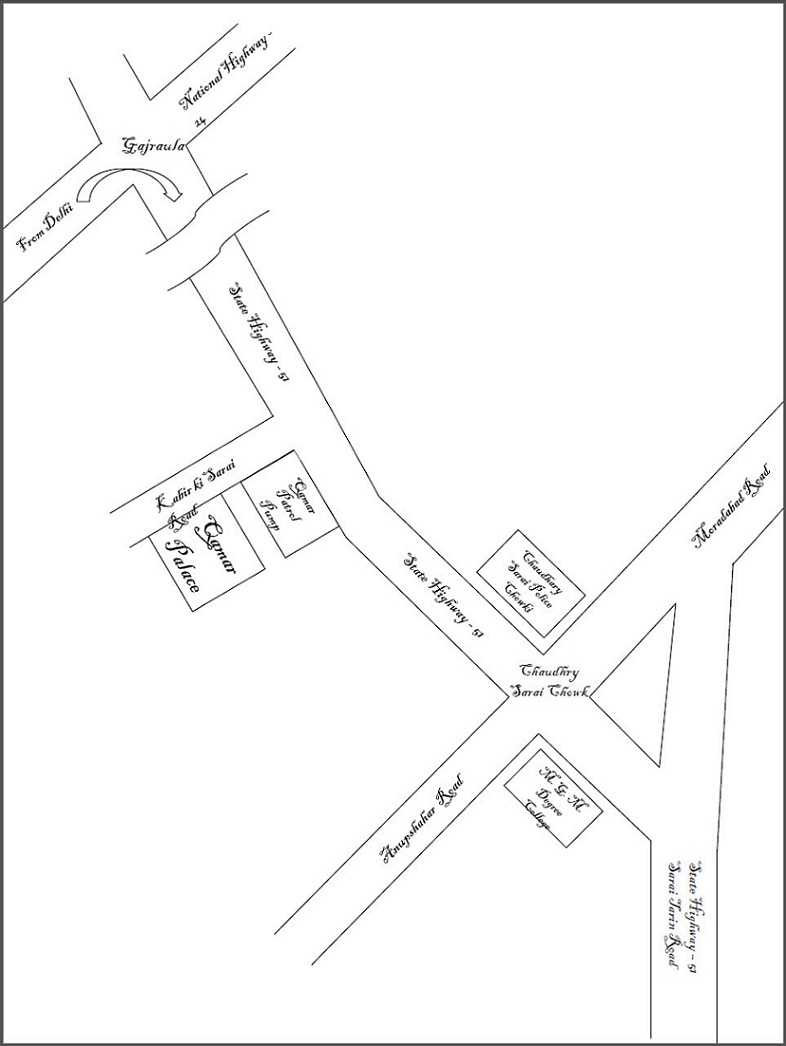 National Highway -
24
Gajraula
From Delhi
State Highway - 51
Kabir ki Sarai
Road
Qamar
Palace
Qamar
Patrol
Pump
State Highway - 51
Chaudhary
Sarai Police
Chowki
Moradabad Road
Chaudhry
Sarai Chowk
M. G. M
Degree
College
Anupshahar Road
State Highway - 51
Sarai Tarin Road